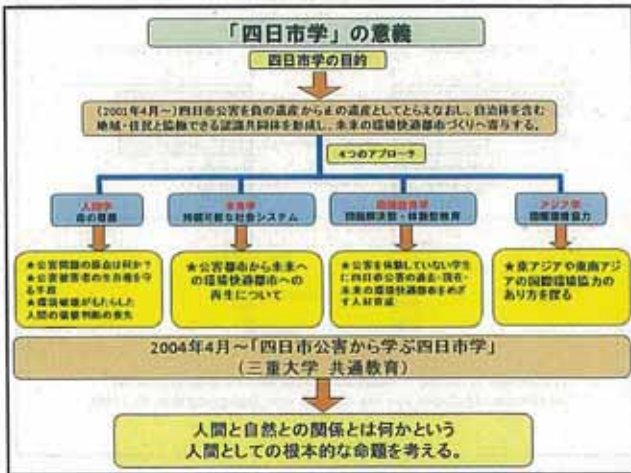 「四日市学」の意義
四日市学の目的
(2001年4月~)四日市公害を負の遺産から正の遺産としてとらえなおし、自治体を含む
地域・住民と協働できる認識共同体を形成し、未来の環境快適都市づくりへ寄与する。
4つのアプローチ
人間学
命の尊厳
未来学
持続可能な社会システム
環境教育学
問題解決型・体験型教育
アジア学
国際環境協力
★公害問題の原点は何か?
★公害被害者の生存権を守
る手段
★環境破壊がもたらした
人間の価値判断の喪失
★公害都市から未来へ
の環境快適都市への
再生について
★公害を体験していない学生
に四日市公害の過去・現在・
未来の環境快適都市をめざ
す人材育成
★東アジアや東南アジ
アの国際環境協力の
あり方を探る
2004年4月~「四日市公害から学ぶ四日市学」
(三重大学 共通教育)
人間と自然との関係とは何かという
人間としての根本的な命題を考える。